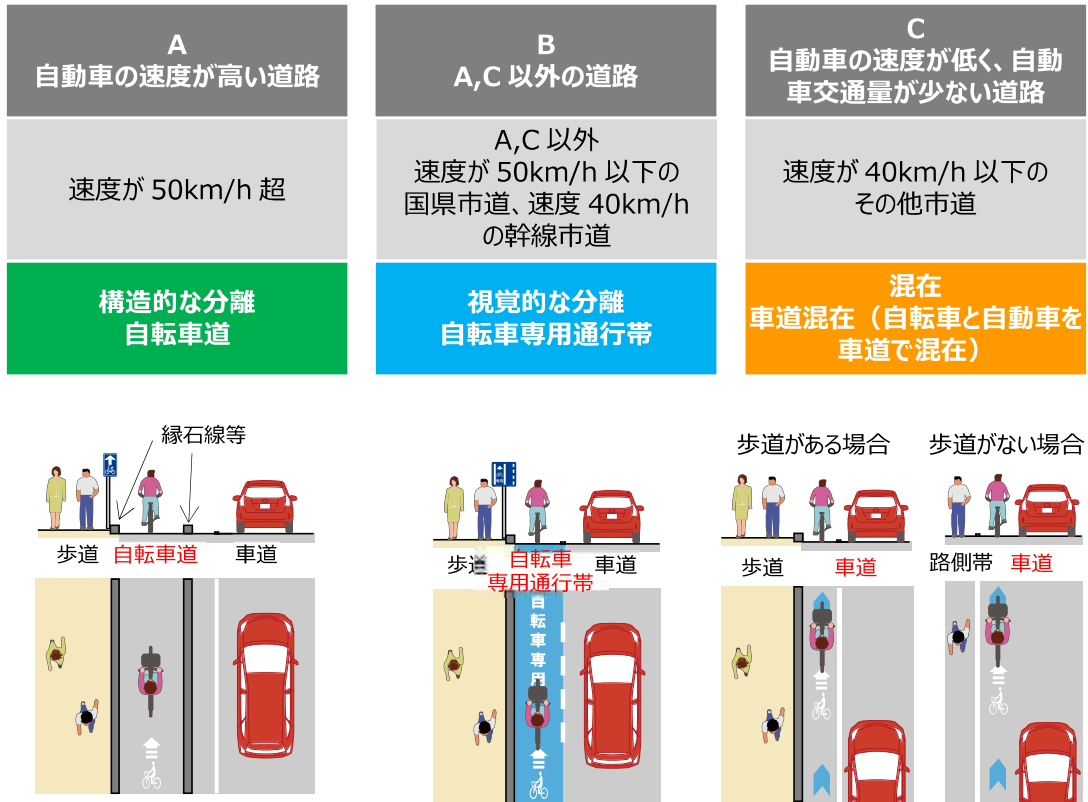 A
自動車の速度が高い道路
速度が 50km/h 超
構造的な分離
自転車道
B
A,C 以外の道路
A,C 以外
速度が 50km/h 以下の
国県市道、速度 40km/h
の幹線市道
視覚的な分離
自転車専用通行帯
C
自動車の速度が低く、自動
車交通量が少ない道路
速度が 40km/h 以下の
その他市道
混在
車道混在（自転車と自動車を
車道で混在）
縁石線等
歩道
自転車道
車道
自転車
専用通行帯
車道
自転車専用
歩道がある場合
歩道
車道
歩道がない場合
路側帯
車道